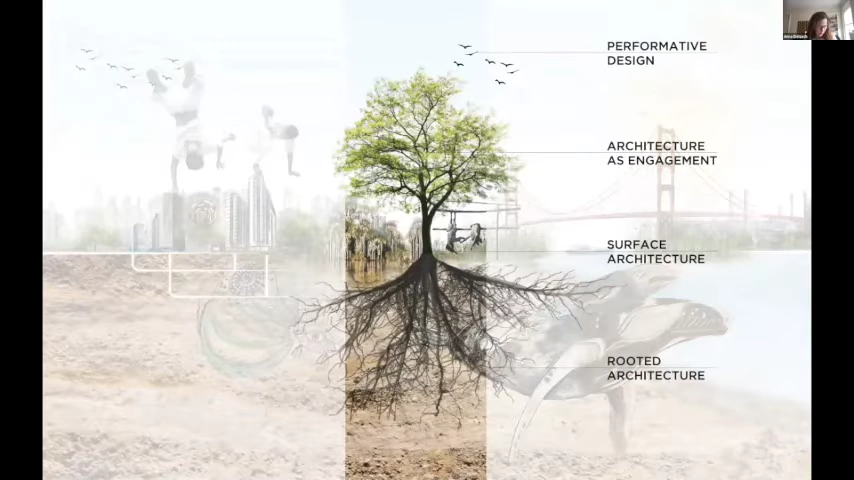 PERFORMATIVE
DESIGN
ARCHITECTURE
AS ENGAGEMENT
SURFACE
ARCHITECTURE
ROOTED
ARCHITECTURE